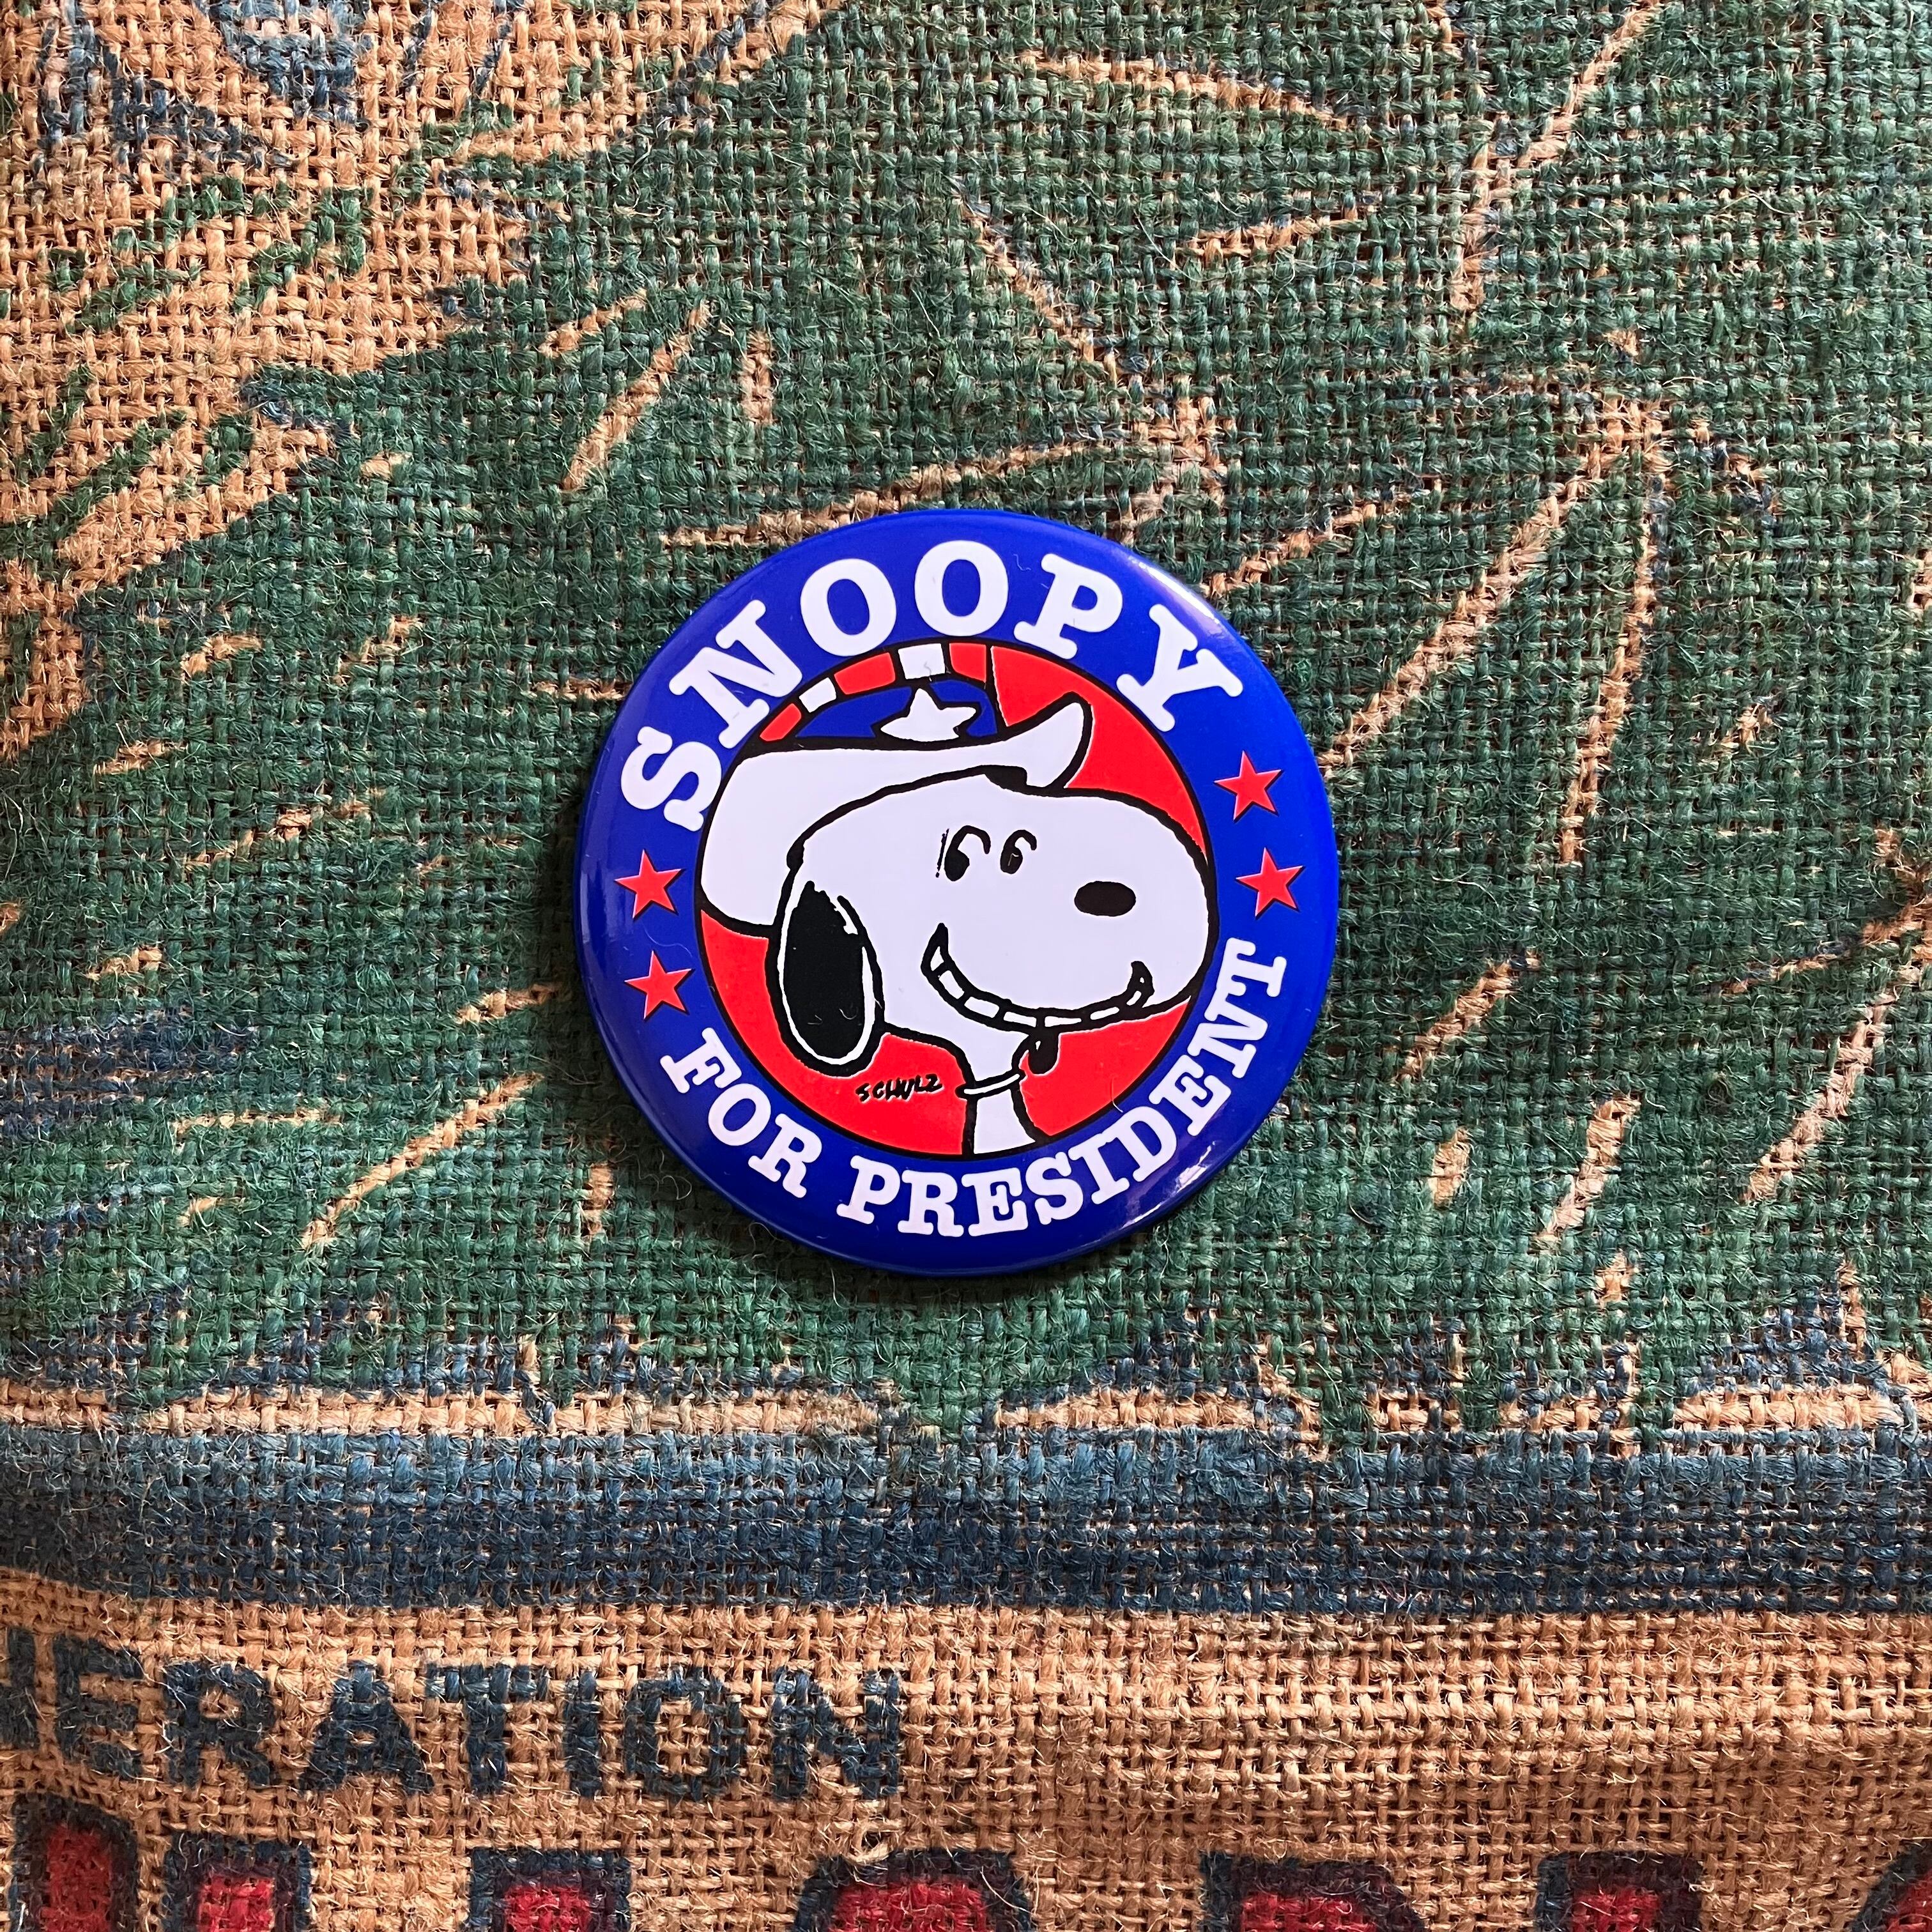 SNOOPY
SCHULZ
FOR PRESIDENT
ERATION